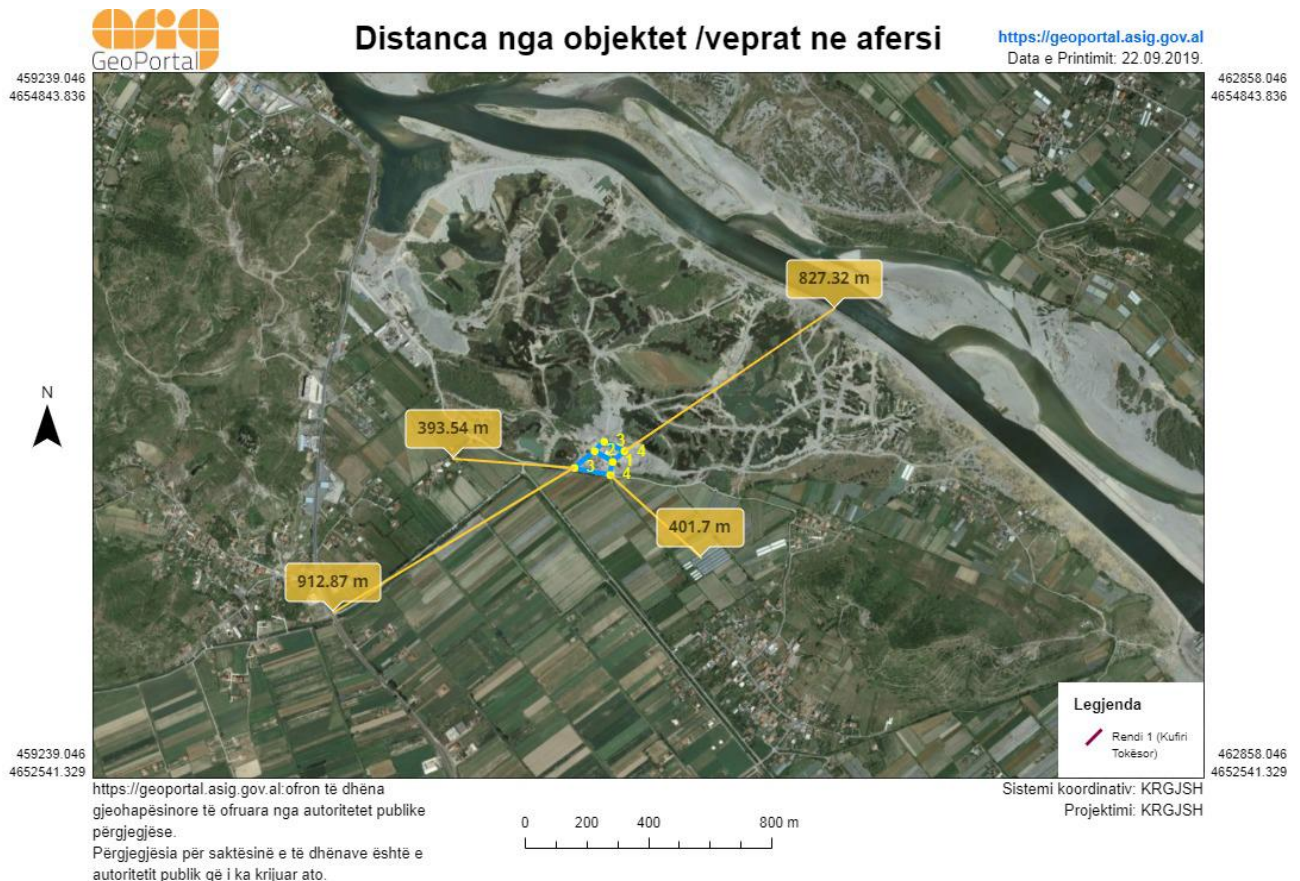 asig
GeoPortal
Distanca nga objektet /veprat ne afersi
https://geoportal.asig.gov.al
Data e Printimit: 22.09.2019.
459239.046
4654843.836
462858.046
4654843.836
827.32 m
N
393.54 m
3
2
4
1
3
4
401.7 m
912.87 m
Legjenda
Rendi 1 (Kufiri
Tokësor)
459239.046
4652541.329
462858.046
4652541.329
https://geoportal.asig.gov.al:ofron të dhëna
gjeohapësinore të ofruara nga autoritetet publike
përgjegjëse.
Përgjegjësia për saktësinë e të dhënave është e
autoritetit publik që i ka krijuar ato.
0 200 400 800 m
Sistemi koordinativ: KRGJSH
Projektimi: KRGJSH